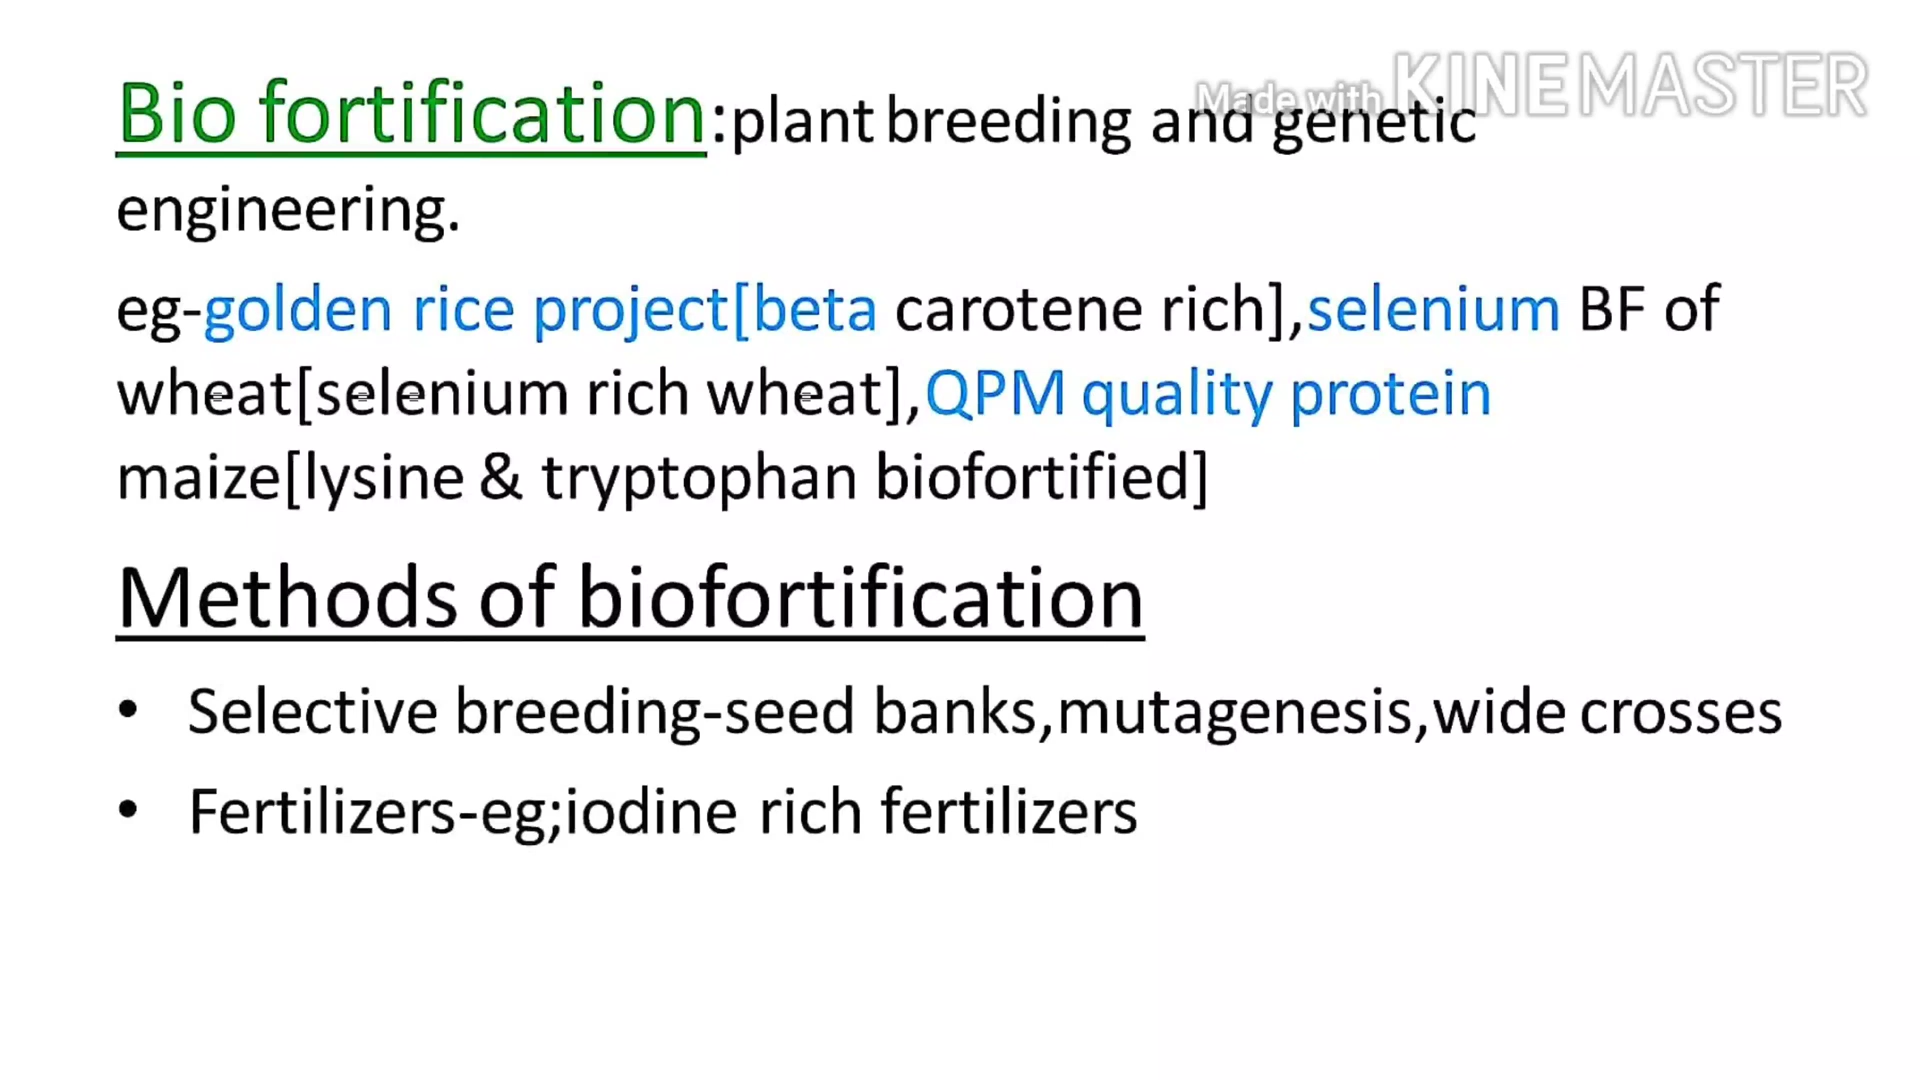 Made with KINEMASTER
Bio fortification:plant breeding and genetic
engineering.
eg-golden rice project[beta carotene rich],selenium BF of
wheat[selenium rich wheat],QPM quality protein
maize[lysine & tryptophan biofortified]
Methods of biofortification
• Selective breeding-seed banks,mutagenesis,wide crosses
• Fertilizers-eg;iodine rich fertilizers